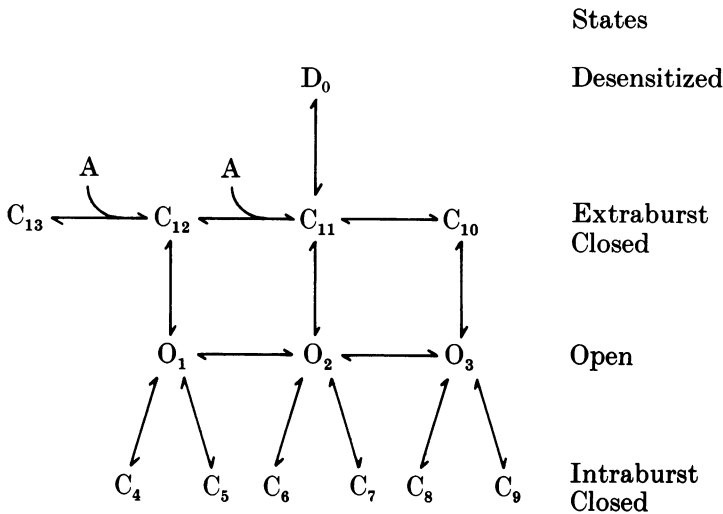 States
D₀ Desensitized
A A
C₁₃ C₁₂ C₁₁ C₁₀ Extraburst
Closed
O₁ O₂ O₃ Open
C₄ C₅ C₆ C₇ C₈ C₉ Intraburst
Closed